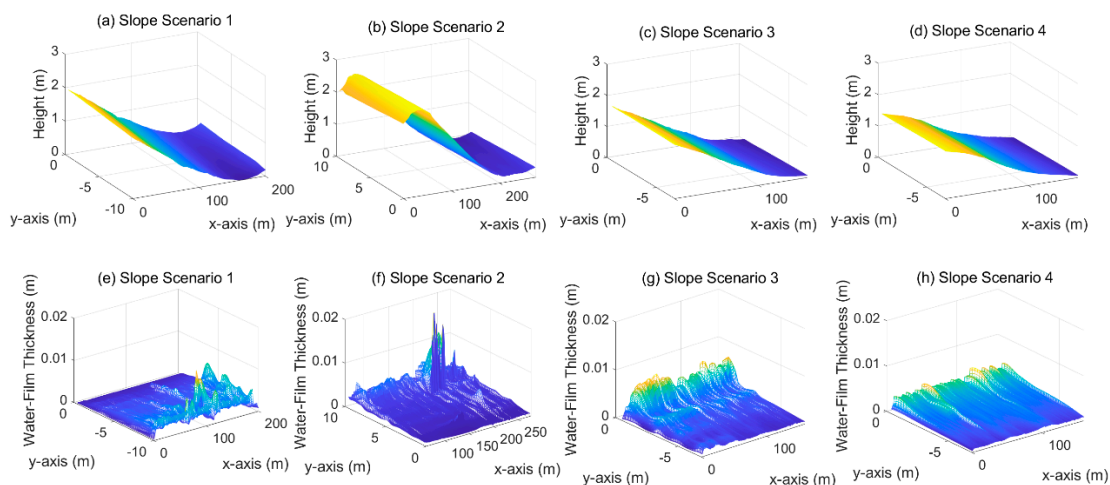 (a) Slope Scenario 1
3
2
1
0
Height (m)
0
-5
-10
y-axis (m)
0
100
200
x-axis (m)
(b) Slope Scenario 2
3
2
1
0
Height (m)
10
5
0
y-axis (m)
0
100
200
x-axis (m)
(c) Slope Scenario 3
3
2
1
0
Height (m)
0
-5
y-axis (m)
0
100
x-axis (m)
(d) Slope Scenario 4
3
2
1
0
Height (m)
0
-5
y-axis (m)
0
100
x-axis (m)
(e) Slope Scenario 1
0.02
0.01
0
Water-Film Thickness (m)
0
-5
-10
y-axis (m)
0
100
200
x-axis (m)
(f) Slope Scenario 2
0.02
0.01
0
Water-Film Thickness (m)
10
5
0
y-axis (m)
100
150
200
250
x-axis (m)
(g) Slope Scenario 3
0.02
0.01
0
Water-Film Thickness (m)
-5
y-axis (m)
0
100
x-axis (m)
(h) Slope Scenario 4
0.02
0.01
0
Water-Film Thickness (m)
0
-5
y-axis (m)
0
100
x-axis (m)